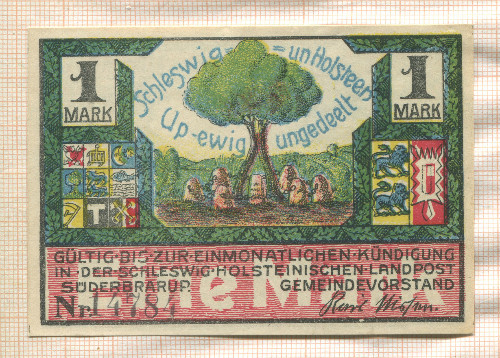 1 MARK
Schleswig= =un Holsteen
Up-ewig ungedeelt
1 MARK
GÜLTIG·BIS·ZUR·EINMONATLICHEN·KÜNDIGUNG
IN·DER·SCHLESWIG-HOLSTEINISCHEN·LANDPOST
SÜDERBRARUP GEMEINDEVORSTAND
Nr. 14784
Mark